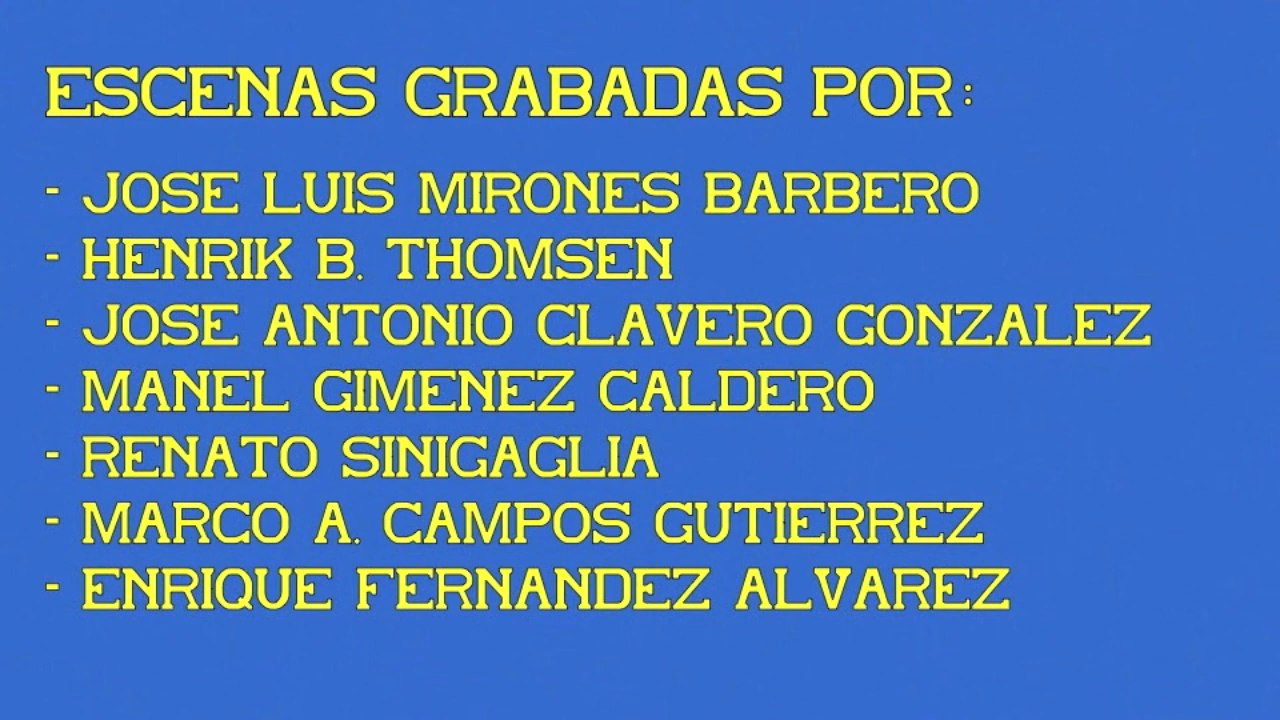 ESCENAS GRABADAS POR:
- JOSE LUIS MIRONES BARBERO
- HENRIK B. THOMSEN
- JOSE ANTONIO CLAVERO GONZALEZ
- MANEL GIMENEZ CALDERO
- RENATO SINIGAGLIA
- MARCO A. CAMPOS GUTIERREZ
- ENRIQUE FERNANDEZ ALVAREZ